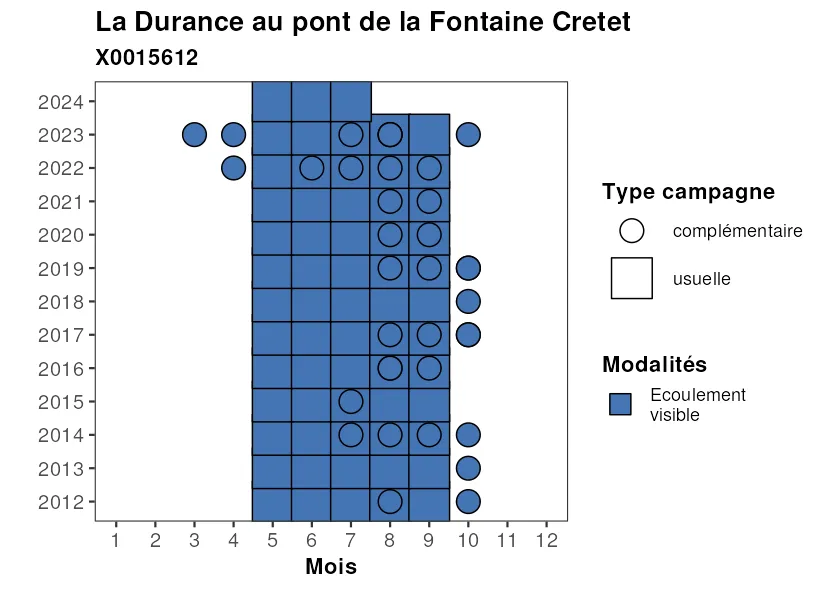 La Durance au pont de la Fontaine Cretet
X0015612
2024
2023
2022
2021
2020
2019
2018
2017
2016
2015
2014
2013
2012
1 2 3 4 5 6 7 8 9 10 11 12
Mois
Type campagne
complémentaire
usuelle
Modalités
Ecoulement
visible